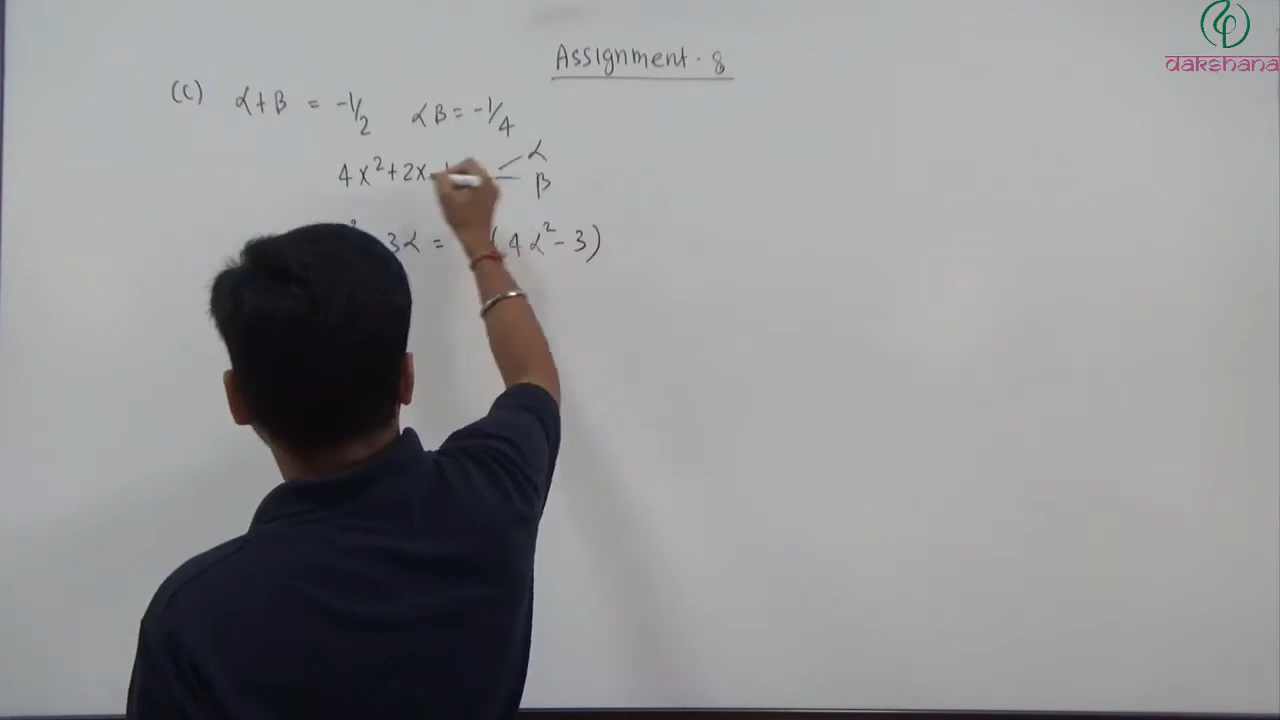 dakshana
Assignment . 8
(C) α+β = -1/2 αβ = -1/4
4x²+2x α
β
3α = (4α² - 3)